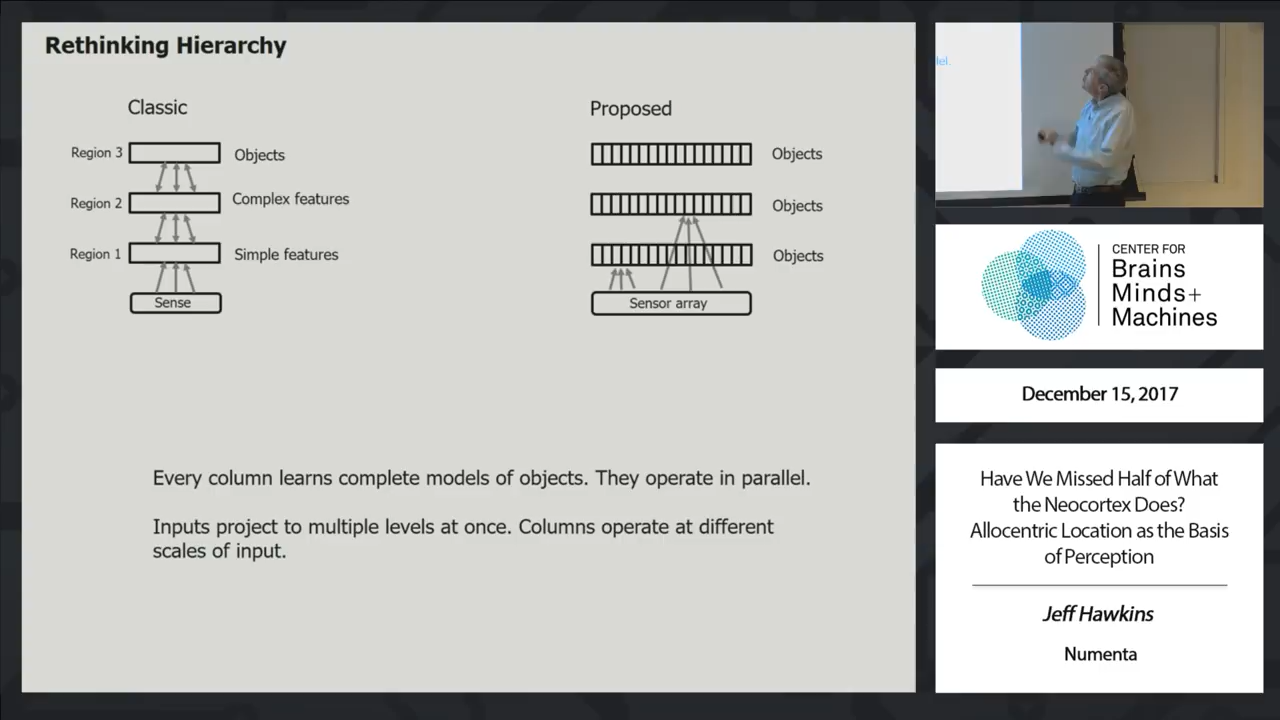 Rethinking Hierarchy
Classic
Region 3
Objects
Region 2
Complex features
Region 1
Simple features
Sense
Proposed
Objects
Objects
Objects
Sensor array
Every column learns complete models of objects. They operate in parallel.
Inputs project to multiple levels at once. Columns operate at different
scales of input.
CENTER FOR
Brains
Minds+
Machines
December 15, 2017
Have We Missed Half of What
the Neocortex Does?
Allocentric Location as the Basis
of Perception
Jeff Hawkins
Numenta